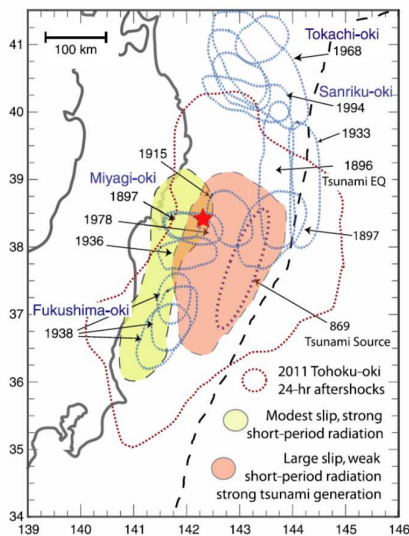 100 km
Tokachi-oki
1968
Sanriku-oki
1994
1933
1915
1896
Tsunami EQ
Miyagi-oki
1897
1978
1936
1897
Fukushima-oki
1938
869
Tsunami Source
2011 Tohoku-oki
24-hr aftershocks
Modest slip, strong
short-period radiation
Large slip, weak
short-period radiation
strong tsunami generation
41
40
39
38
37
36
35
34
139 140 141 142 143 144 145 146